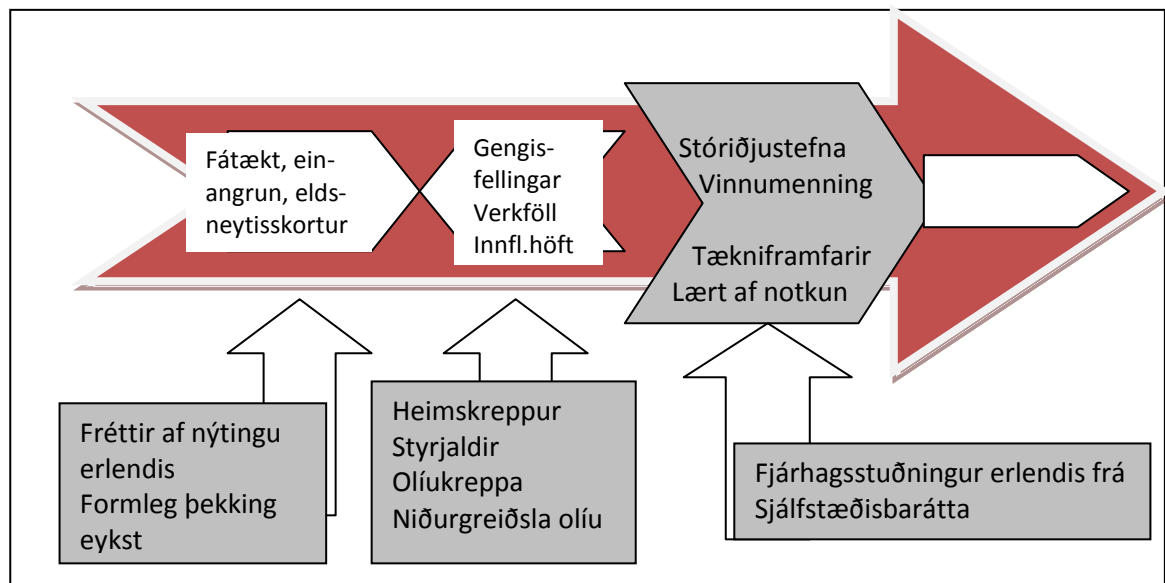 Fátækt, ein-
angrun, elds-
neytisskortur
Gengis-
fellingar
Verkföll
Innfl.höft
Stóriðjustefna
Vinnumenning
Tækniframfarir
Lært af notkun
Fréttir af nýtingu
erlendis
Formleg þekking
eykst
Heimskreppur
Styrjaldir
Olíukreppa
Niðurgreiðsla olíu
Fjárhagsstuðningur erlendis frá
Sjálfstæðisbarátta